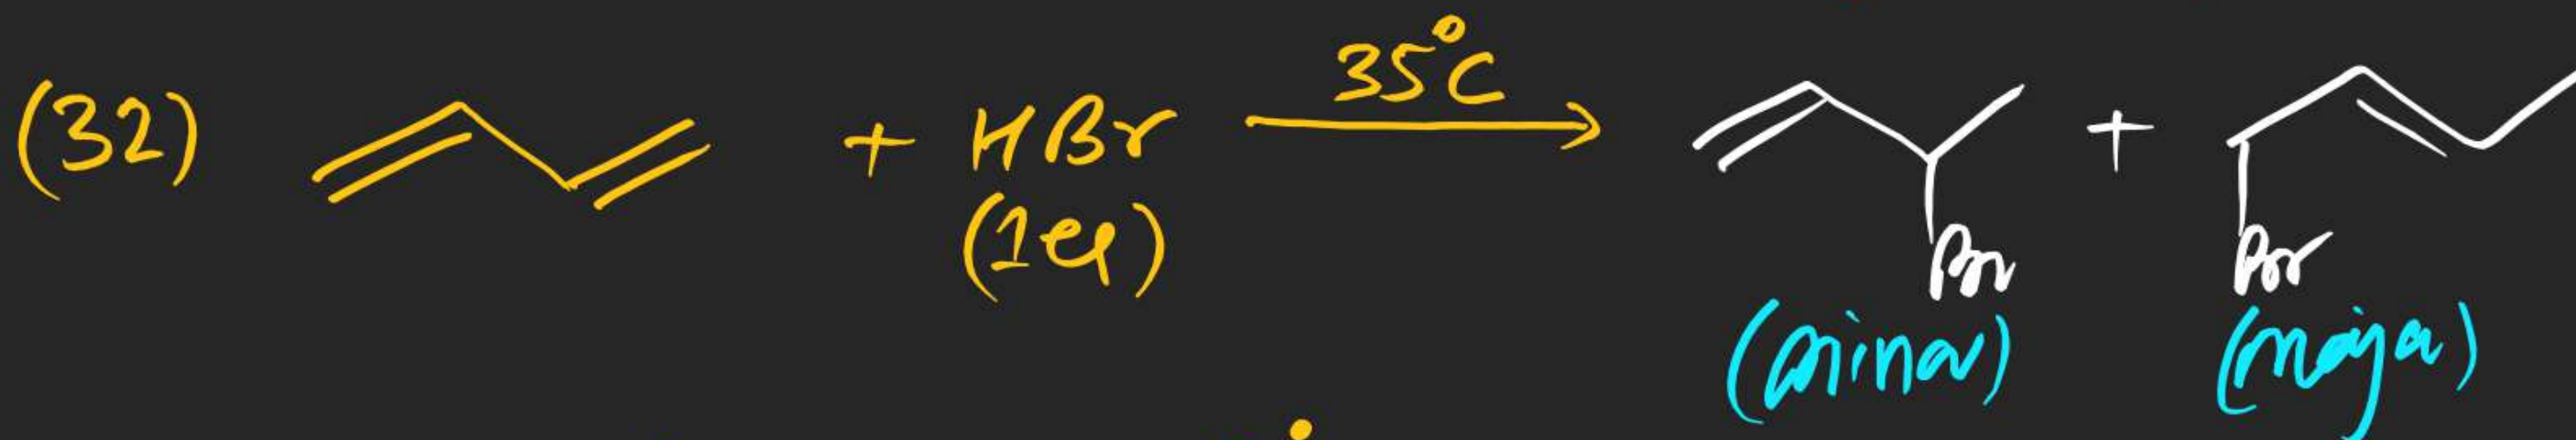 (32) + HBr 35°C +
(1eq)
Br Br
(minor) (major)